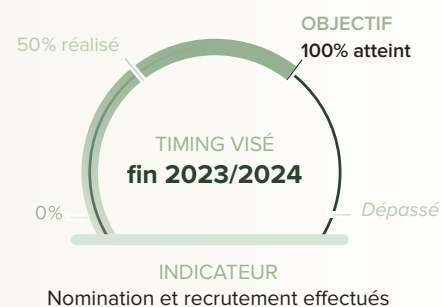 OBJECTIF
50% réalisé
100% atteint
TIMING VISÉ
fin 2023/2024
0%
Dépassé
INDICATEUR
Nomination et recrutement effectués